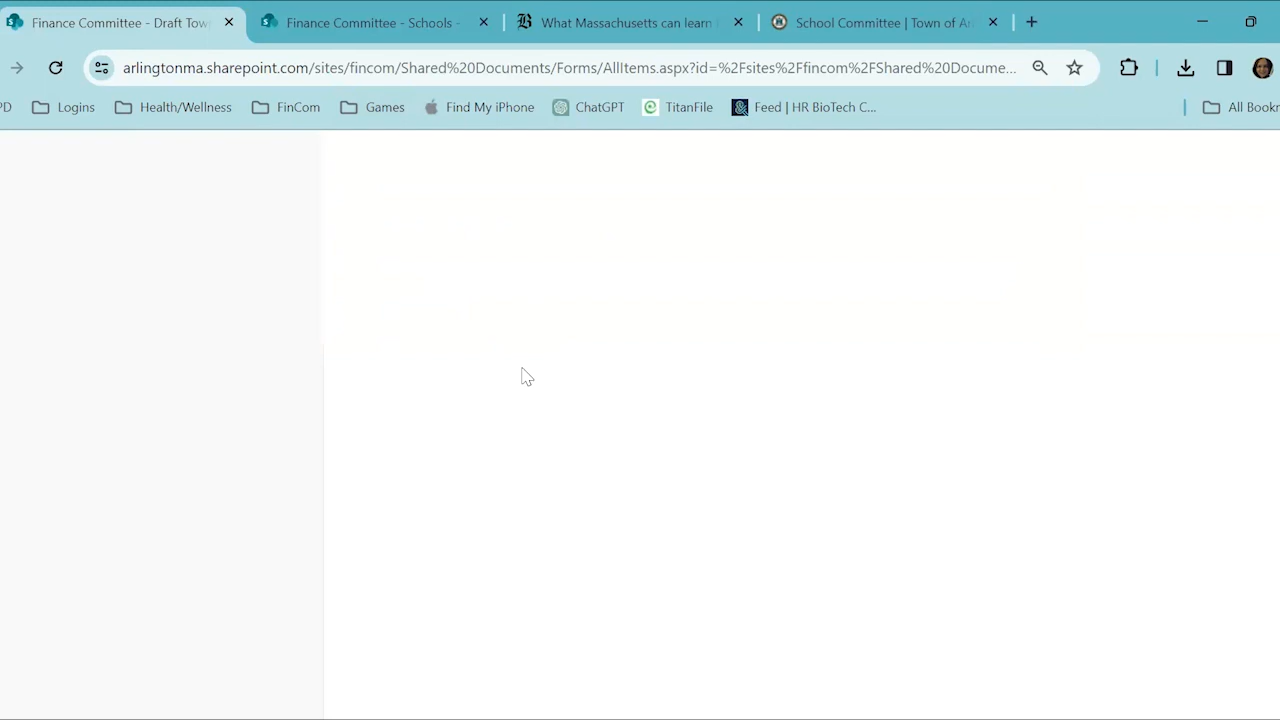 Finance Committee - Draft Tow
Finance Committee - Schools -
What Massachusetts can learn
School Committee | Town of Ar
arlingtonma.sharepoint.com/sites/fincom/Shared%20Documents/Forms/AllItems.aspx?id=%2Fsites%2Ffincom%2FShared%20Docume...
PD
Logins
Health/Wellness
FinCom
Games
Find My iPhone
ChatGPT
TitanFile
Feed | HR BioTech C...
All Bookr